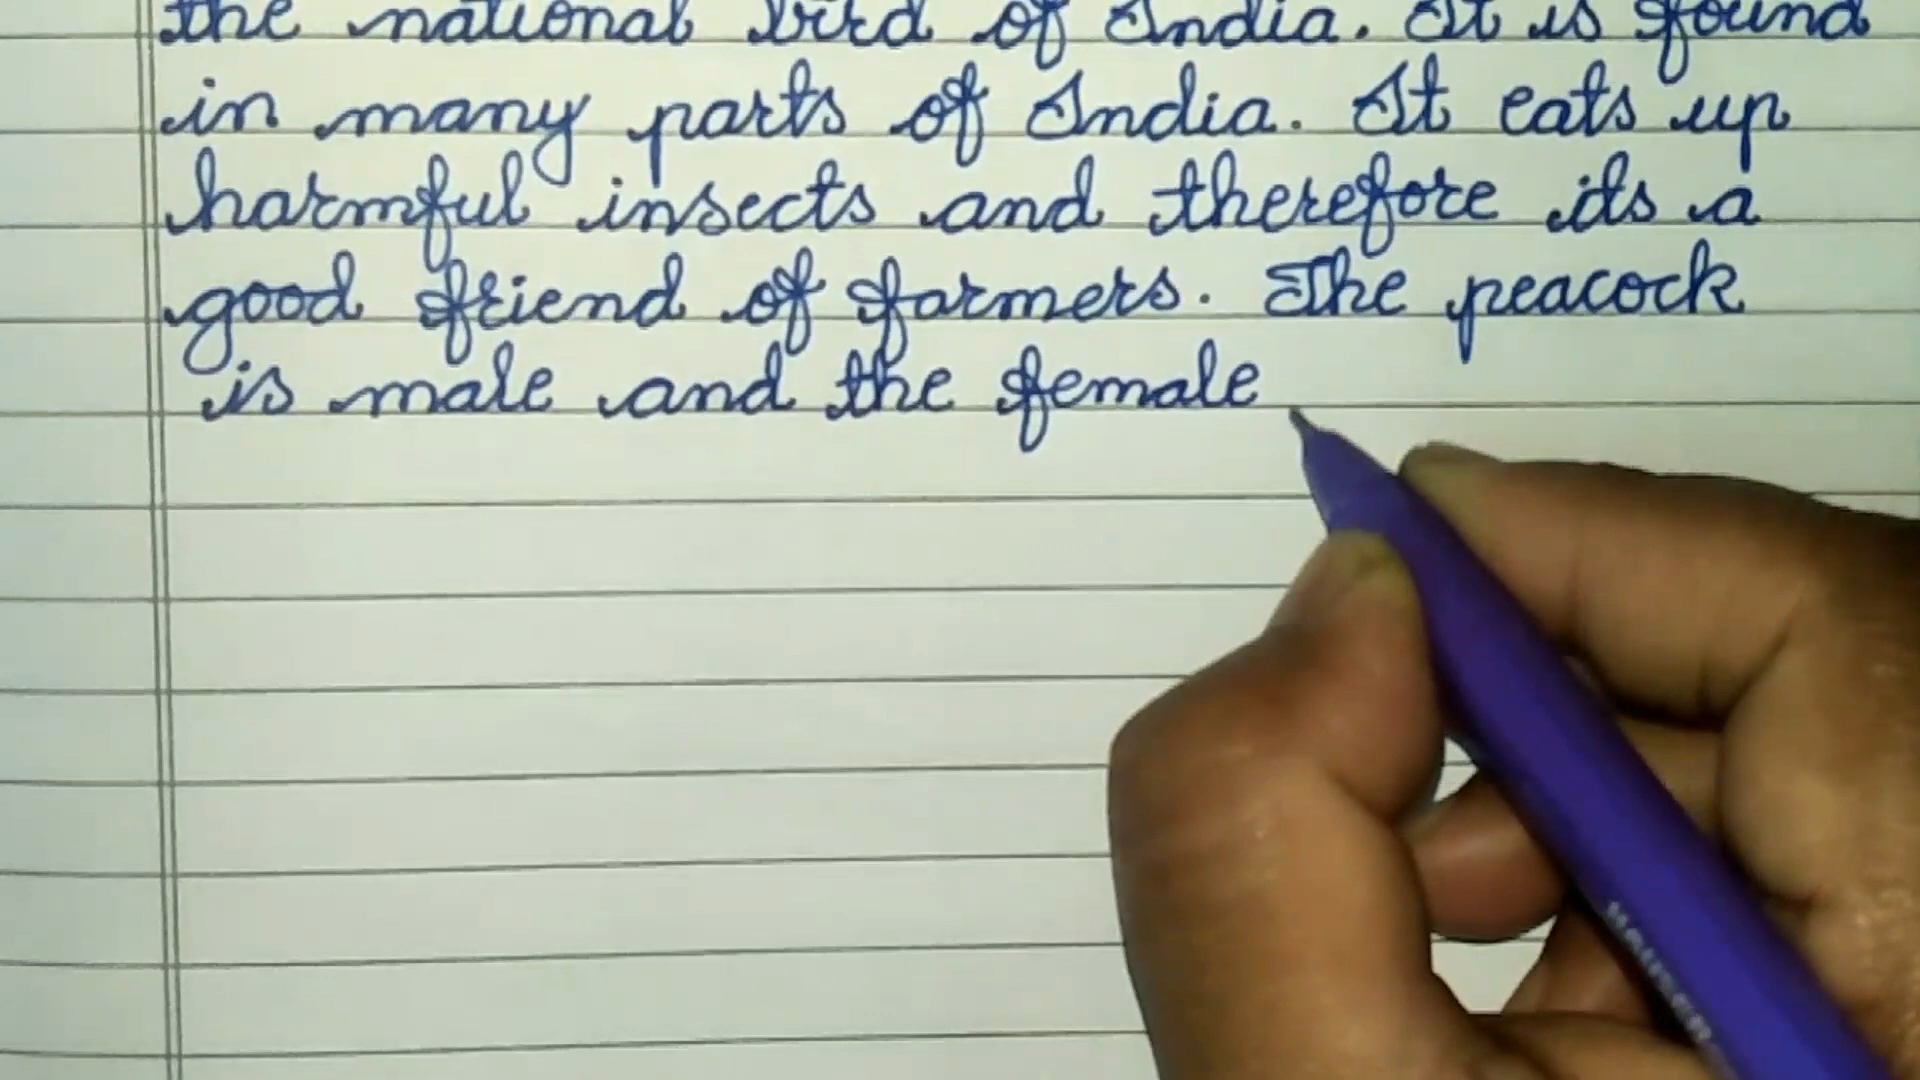 the national bird of India. It is found
in many parts of India. It eats up
harmful insects and therefore its a
good friend of farmers. The peacock
is male and the female